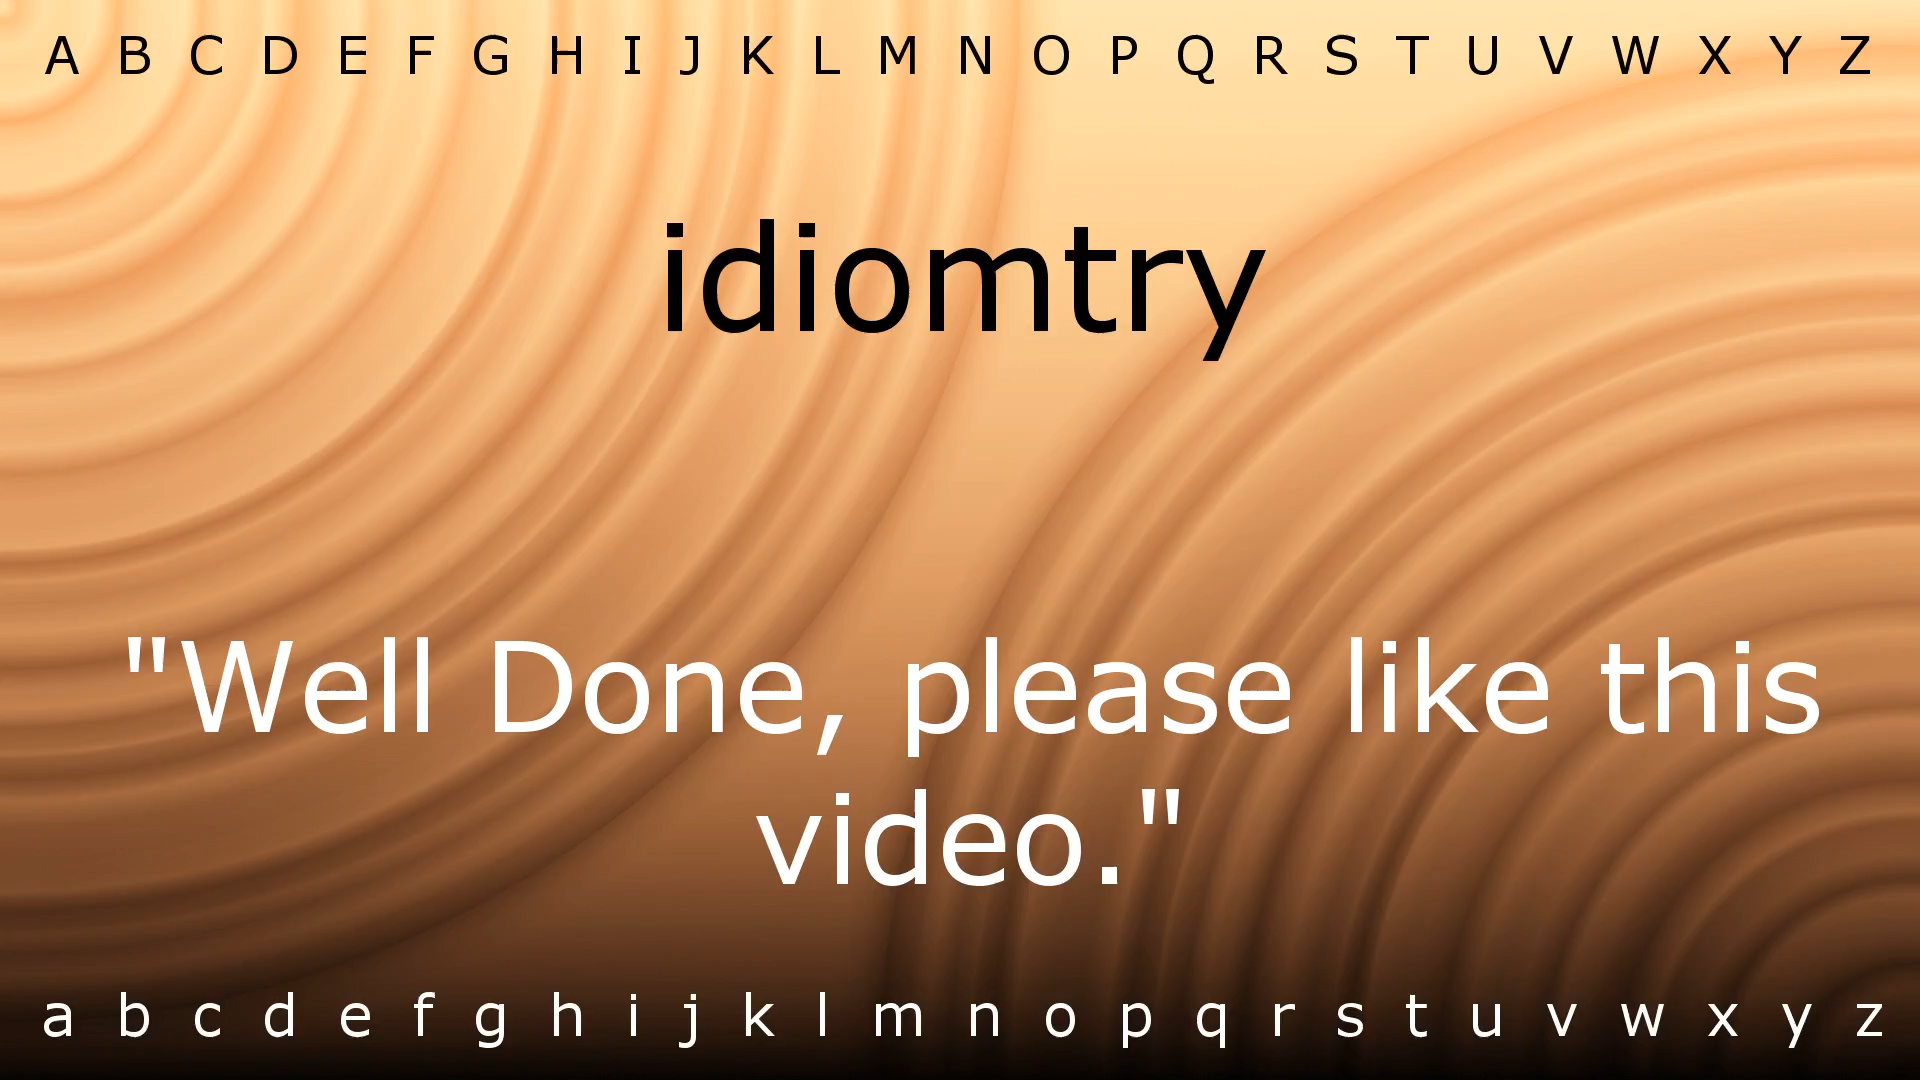 A B C D E F G H I J K L M N O P Q R S T U V W X Y Z
idiomtry
"Well Done, please like this
video."
a b c d e f g h i j k l m n o p q r s t u v w x y z